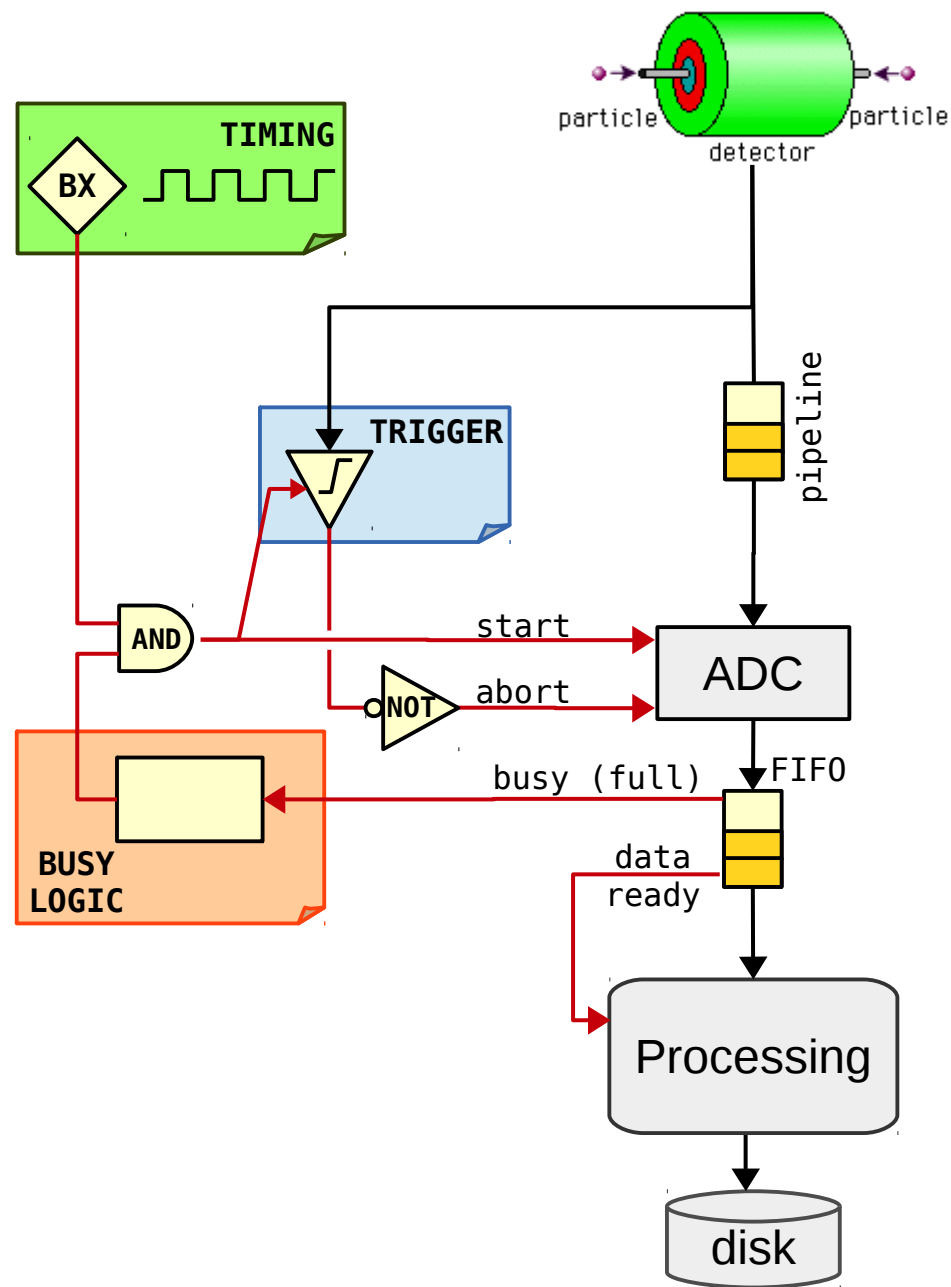 particle
particle
detector
TIMING
BX
pipeline
TRIGGER
AND
start
ADC
NOT
abort
FIFO
busy (full)
BUSY
LOGIC
data
ready
Processing
disk